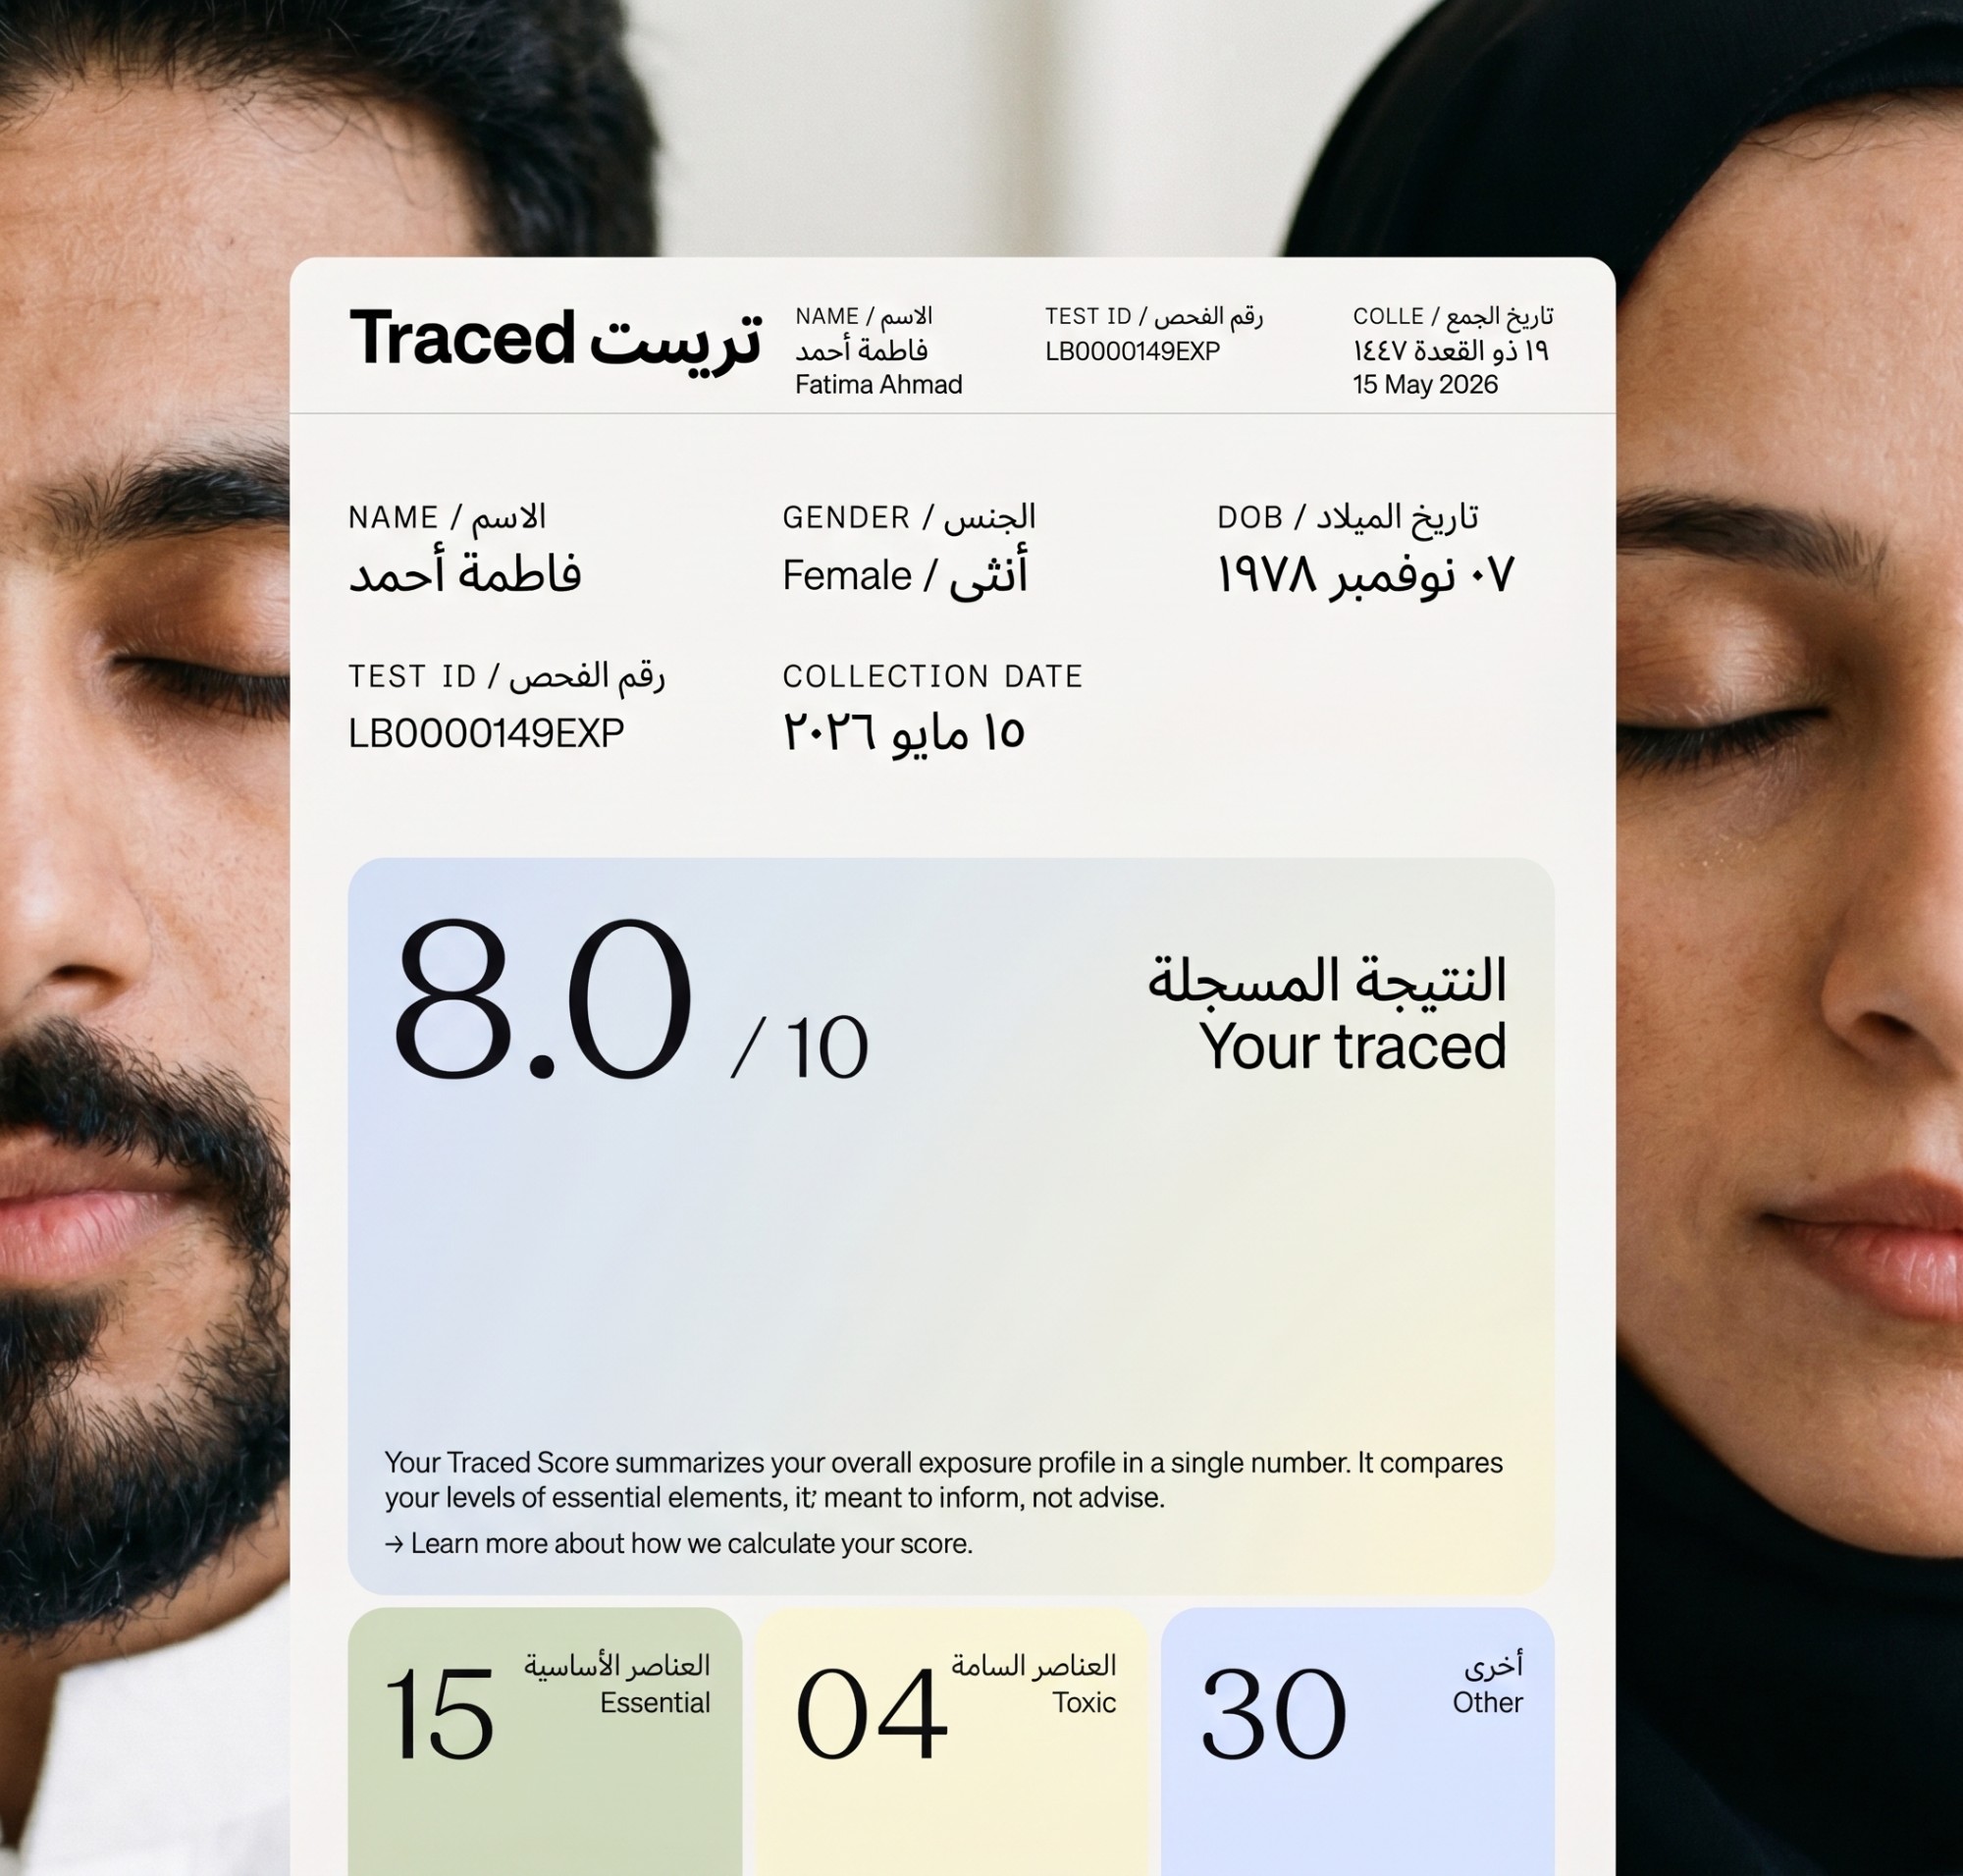 Traced تريست
NAME / الاسم
فاطمة أحمد
Fatima Ahmad
TEST ID / رقم الفحص
LB0000149EXP
COLLE / تاريخ الجمع
١٩ ذو القعدة ١٤٤٧
15 May 2026
NAME / الاسم
فاطمة أحمد
GENDER / الجنس
Female / أنثى
DOB / تاريخ الميلاد
٠٧ نوفمبر ١٩٧٨
TEST ID / رقم الفحص
LB0000149EXP
COLLECTION DATE
١٥ مايو ٢٠٢٦
8.0 / 10
النتيجة المسجلة
Your traced
Your Traced Score summarizes your overall exposure profile in a single number. It compares
your levels of essential elements, it’ meant to inform, not advise.
→ Learn more about how we calculate your score.
15
العناصر الأساسية
Essential
04
العناصر السامة
Toxic
30
أخرى
Other